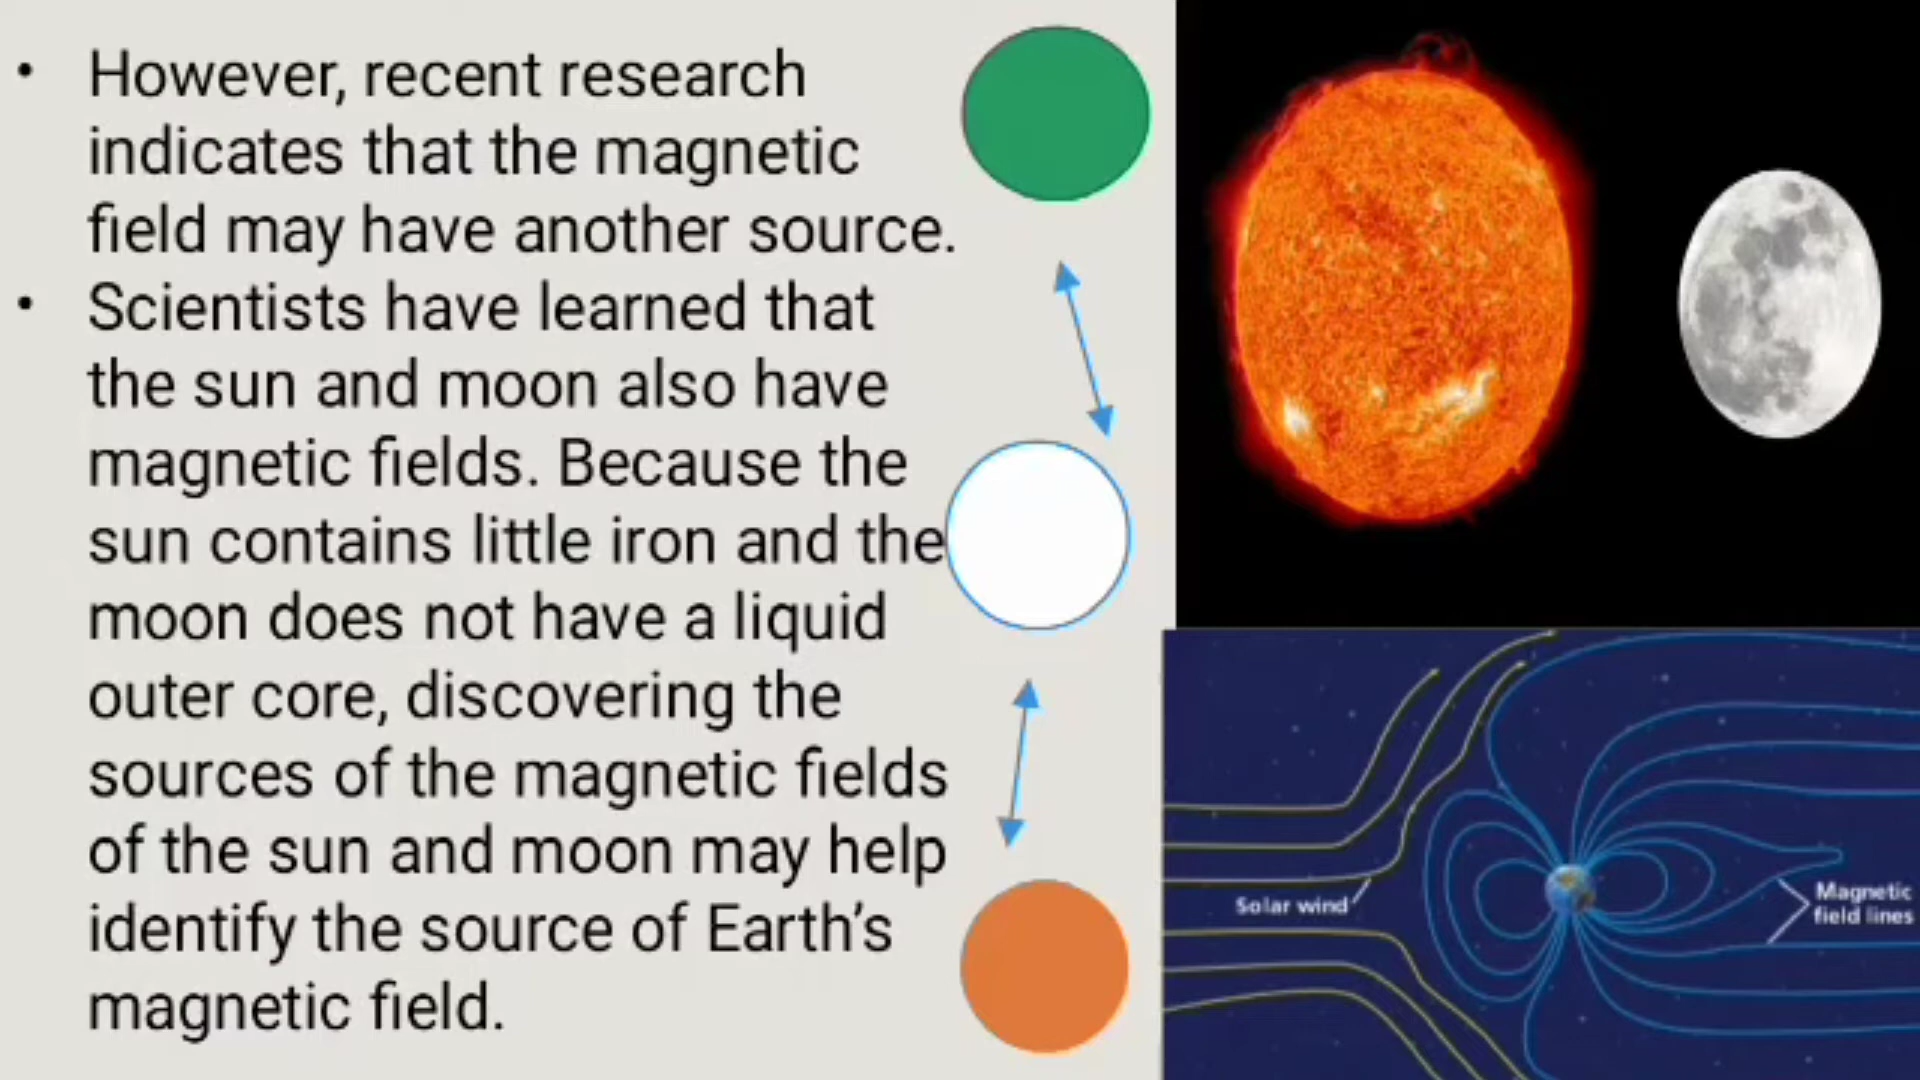 • However, recent research
indicates that the magnetic
field may have another source.
• Scientists have learned that
the sun and moon also have
magnetic fields. Because the
sun contains little iron and the
moon does not have a liquid
outer core, discovering the
sources of the magnetic fields
of the sun and moon may help
identify the source of Earth’s
magnetic field.
Solar wind
Magnetic
field lines